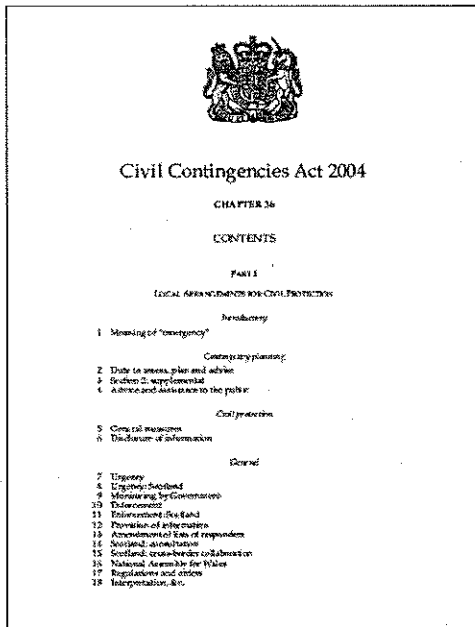 Civil Contingencies Act 2004
CHAPTER 36
CONTENTS
PART 1
LOCAL ARRANGEMENTS FOR CIVIL PROTECTION
Introductory
1 Meaning of "emergency"
Contingency planning
2 Duty to assess, plan and advise
3 Section 2: supplemental
4 Advice and assistance to the public
Civil protection
5 General measures
6 Disclosure of information
General
7 Urgency
8 Urgency: Scotland
9 Monitoring by Government
10 Enforcement
11 Enforcement: Scotland
12 Provision of information
13 Amendment of lists of responders
14 Scotland: consultation
15 Scotland: cross-border collaboration
16 National Assembly for Wales
17 Regulations and orders
18 Interpretation, &c.